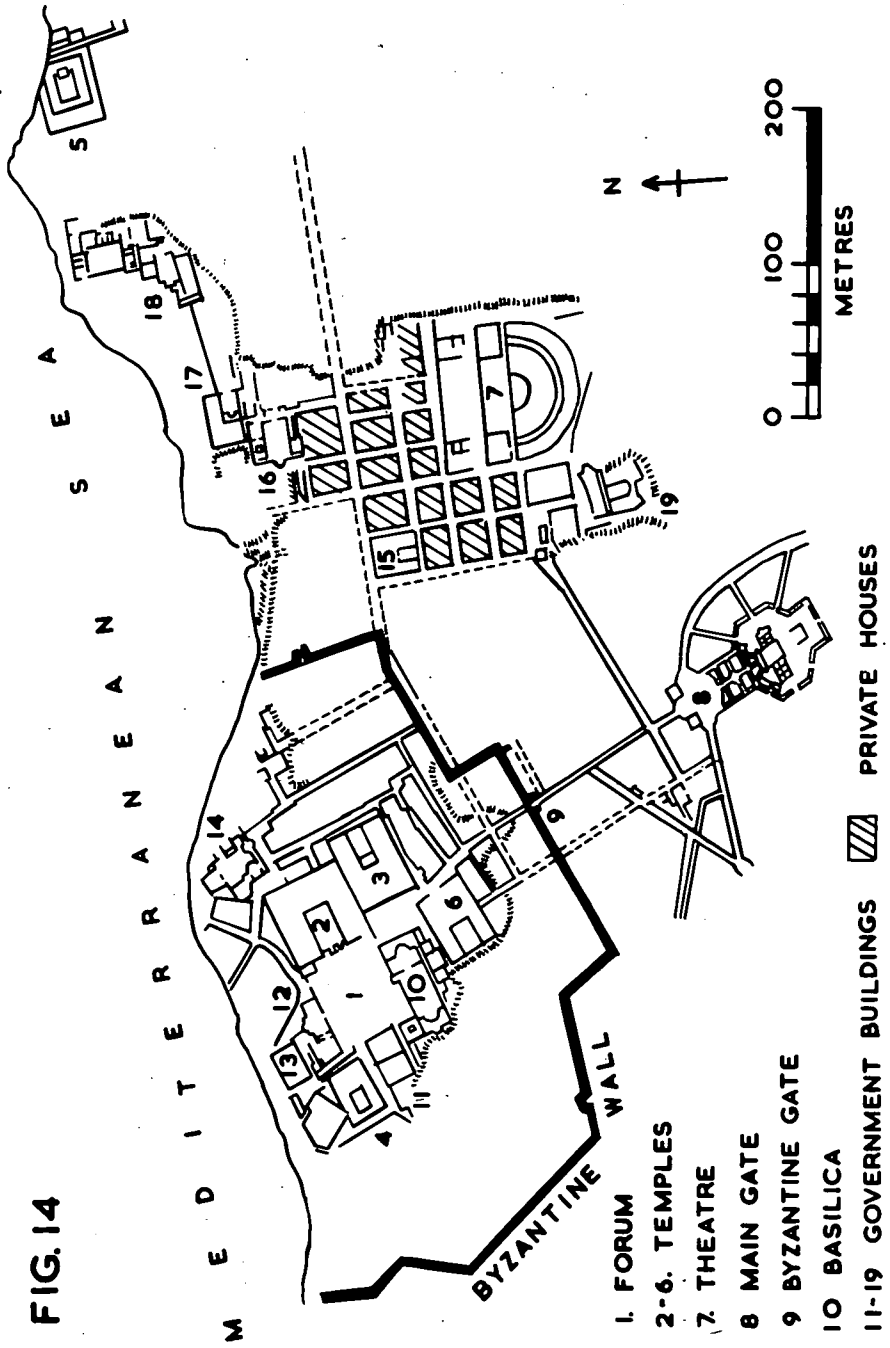 FIG. 14
MEDITERRANEAN SEA
1
2
3
4
5
6
7
8
9
10
11
12
13
14
15
16
17
18
19
BYZANTINE WALL
N
0 100 200
METRES
1. FORUM
2-6. TEMPLES
7. THEATRE
8 MAIN GATE
9 BYZANTINE GATE
10 BASILICA
11-19 GOVERNMENT BUILDINGS
PRIVATE HOUSES